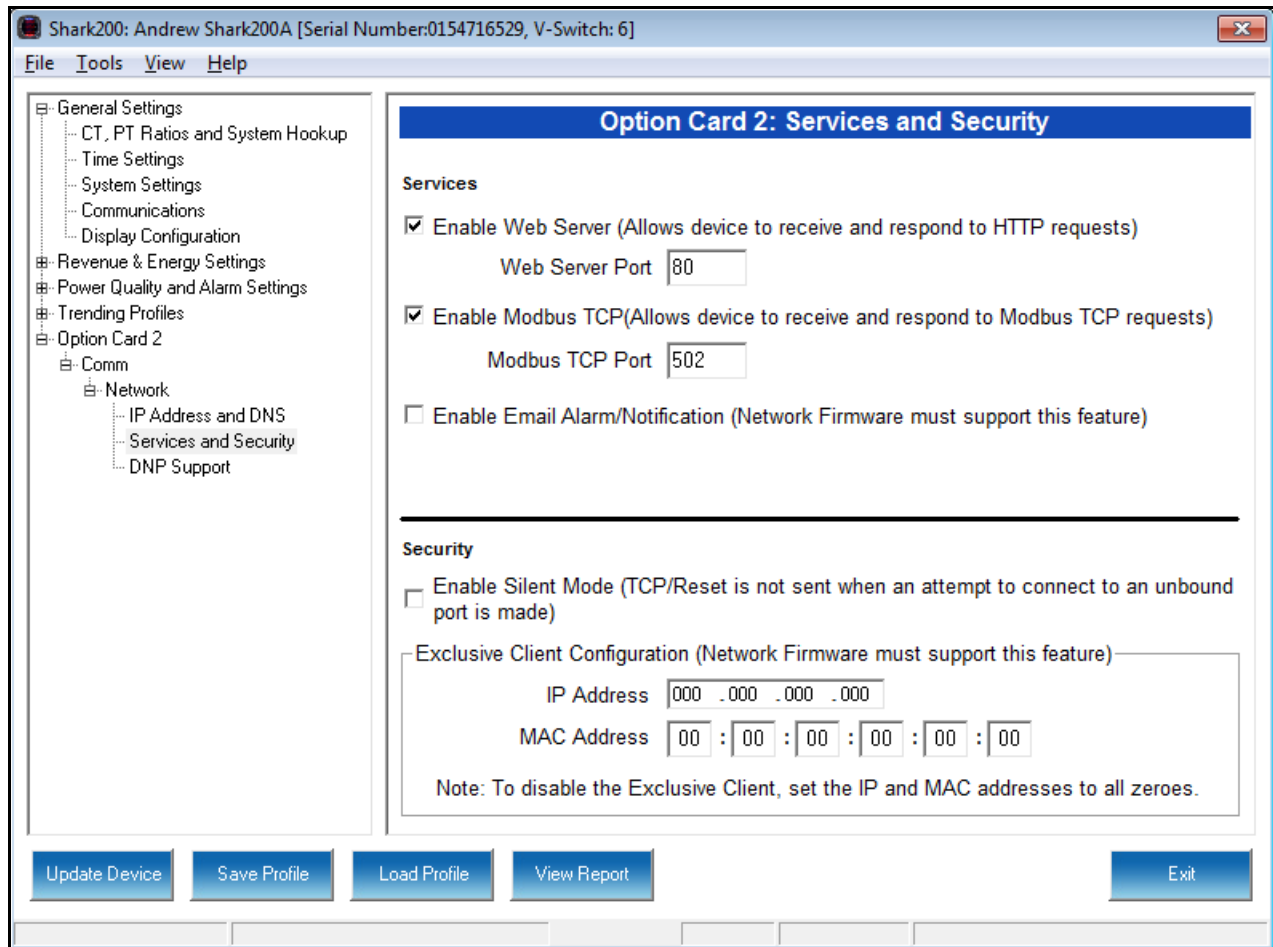 Shark200: Andrew Shark200A [Serial Number:0154716529, V-Switch: 6]
File Tools View Help
General Settings
CT, PT Ratios and System Hookup
Time Settings
System Settings
Communications
Display Configuration
Revenue & Energy Settings
Power Quality and Alarm Settings
Trending Profiles
Option Card 2
Comm
Network
IP Address and DNS
Services and Security
DNP Support
Option Card 2: Services and Security
Services
Enable Web Server (Allows device to receive and respond to HTTP requests)
Web Server Port 80
Enable Modbus TCP(Allows device to receive and respond to Modbus TCP requests)
Modbus TCP Port 502
Enable Email Alarm/Notification (Network Firmware must support this feature)
Security
Enable Silent Mode (TCP/Reset is not sent when an attempt to connect to an unbound
port is made)
Exclusive Client Configuration (Network Firmware must support this feature)
IP Address 000 .000 .000 .000
MAC Address 00 : 00 : 00 : 00 : 00 : 00
Note: To disable the Exclusive Client, set the IP and MAC addresses to all zeroes.
Update Device Save Profile Load Profile View Report Exit